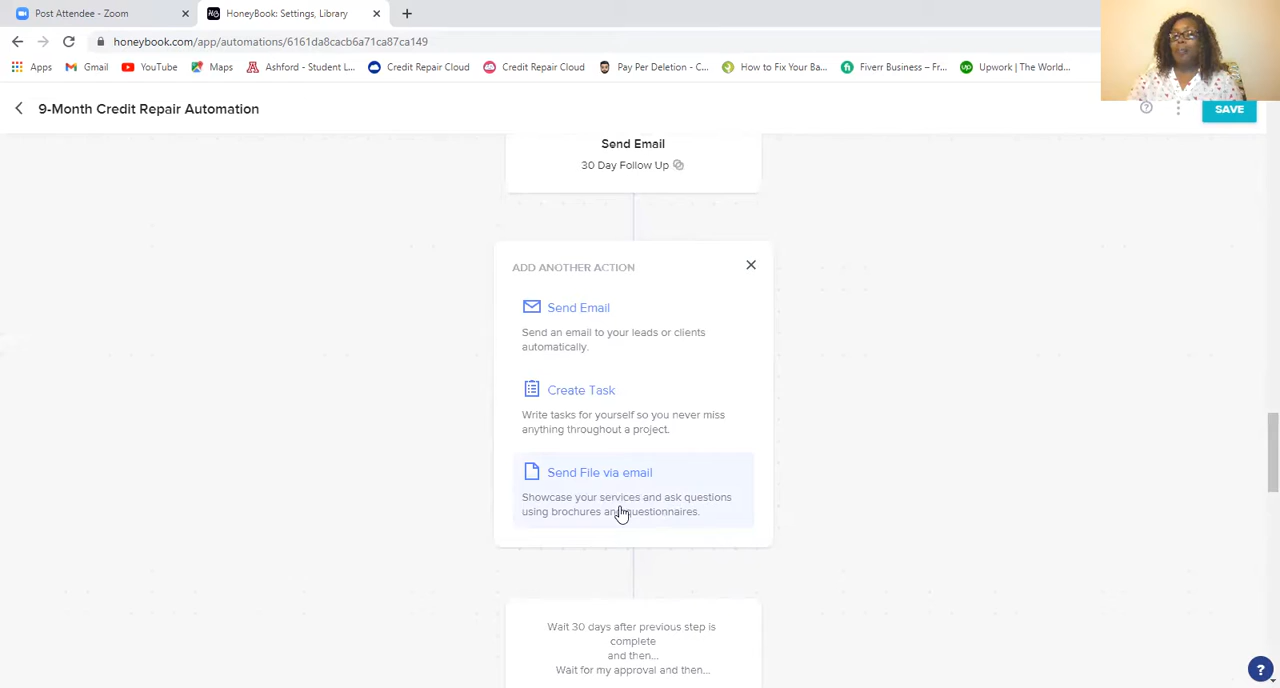 Post Attendee - Zoom
HoneyBook: Settings, Library
honeybook.com/app/automations/6161da8cacb6a71ca87ca149
Apps
Gmail
YouTube
Maps
Ashford - Student L...
Credit Repair Cloud
Credit Repair Cloud
Pay Per Deletion - C...
How to Fix Your Ba...
Fiverr Business – Fr...
Upwork | The World...
9-Month Credit Repair Automation
SAVE
Send Email
30 Day Follow Up
ADD ANOTHER ACTION
Send Email
Send an email to your leads or clients
automatically.
Create Task
Write tasks for yourself so you never miss
anything throughout a project.
Send File via email
Showcase your services and ask questions
using brochures and questionnaires.
Wait 30 days after previous step is
complete
and then...
Wait for my approval and then...